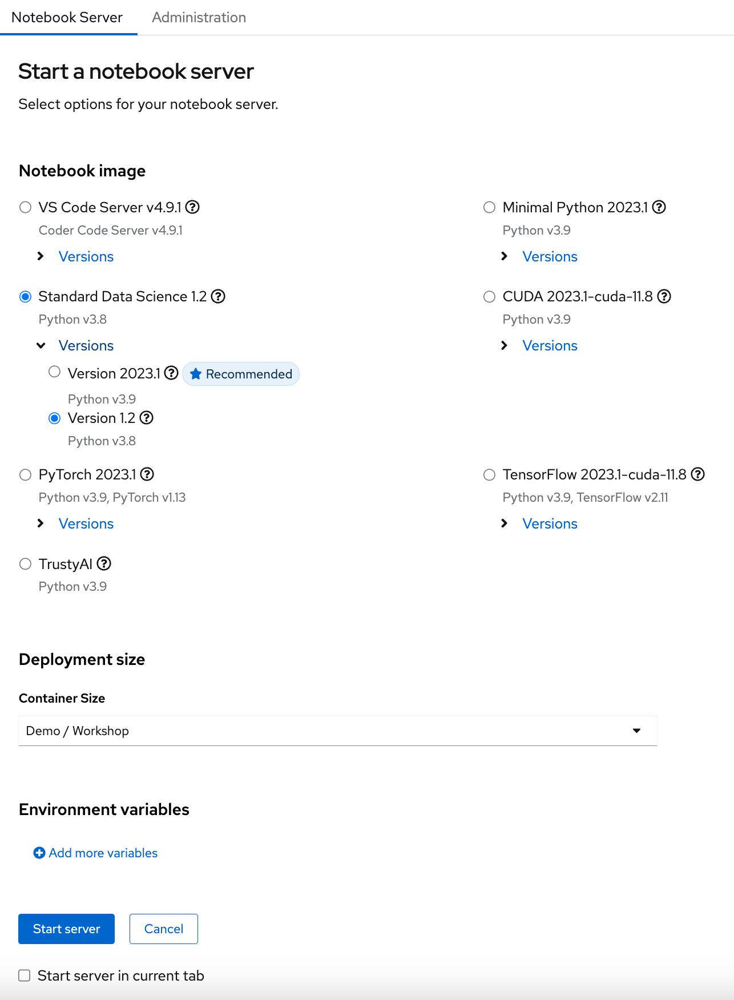 Notebook Server
Administration
Start a notebook server
Select options for your notebook server.
Notebook image
VS Code Server v4.9.1
Coder Code Server v4.9.1
Versions
Minimal Python 2023.1
Python v3.9
Versions
Standard Data Science 1.2
Python v3.8
Versions
Version 2023.1
Recommended
Python v3.9
Version 1.2
Python v3.8
CUDA 2023.1-cuda-11.8
Python v3.9
Versions
PyTorch 2023.1
Python v3.9, PyTorch v1.13
Versions
TensorFlow 2023.1-cuda-11.8
Python v3.9, TensorFlow v2.11
Versions
TrustyAI
Python v3.9
Deployment size
Container Size
Demo / Workshop
Environment variables
Add more variables
Start server
Cancel
Start server in current tab